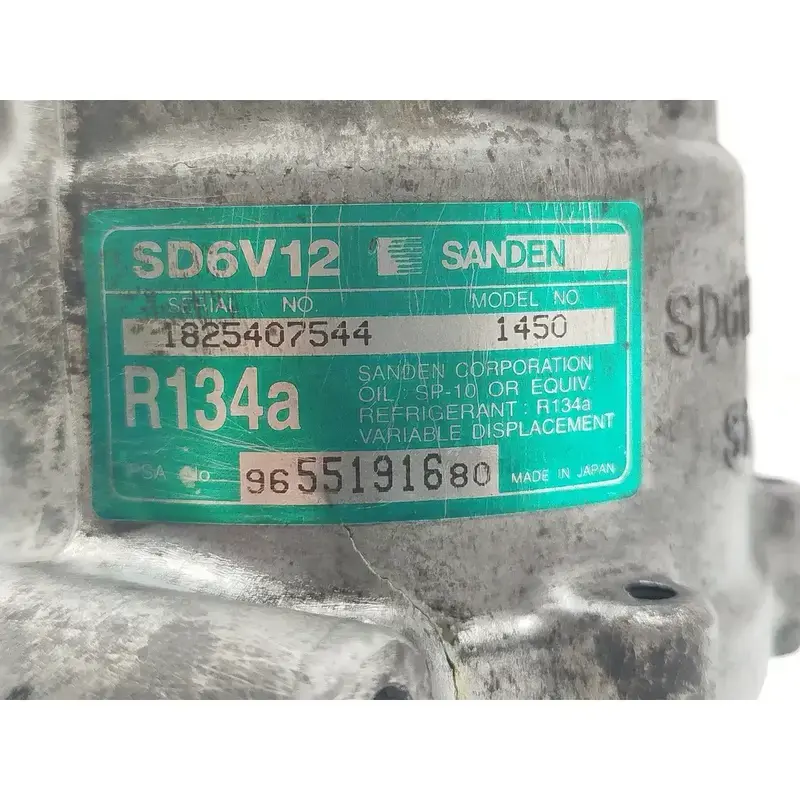 SD6V12 SANDEN
SERIAL NO. MODEL NO.
1825407544 1450
R134a
SANDEN CORPORATION
OIL: SP-10 OR EQUIV.
REFRIGERANT : R134a
VARIABLE DISPLACEMENT
PSA No. 9655191680 MADE IN JAPAN